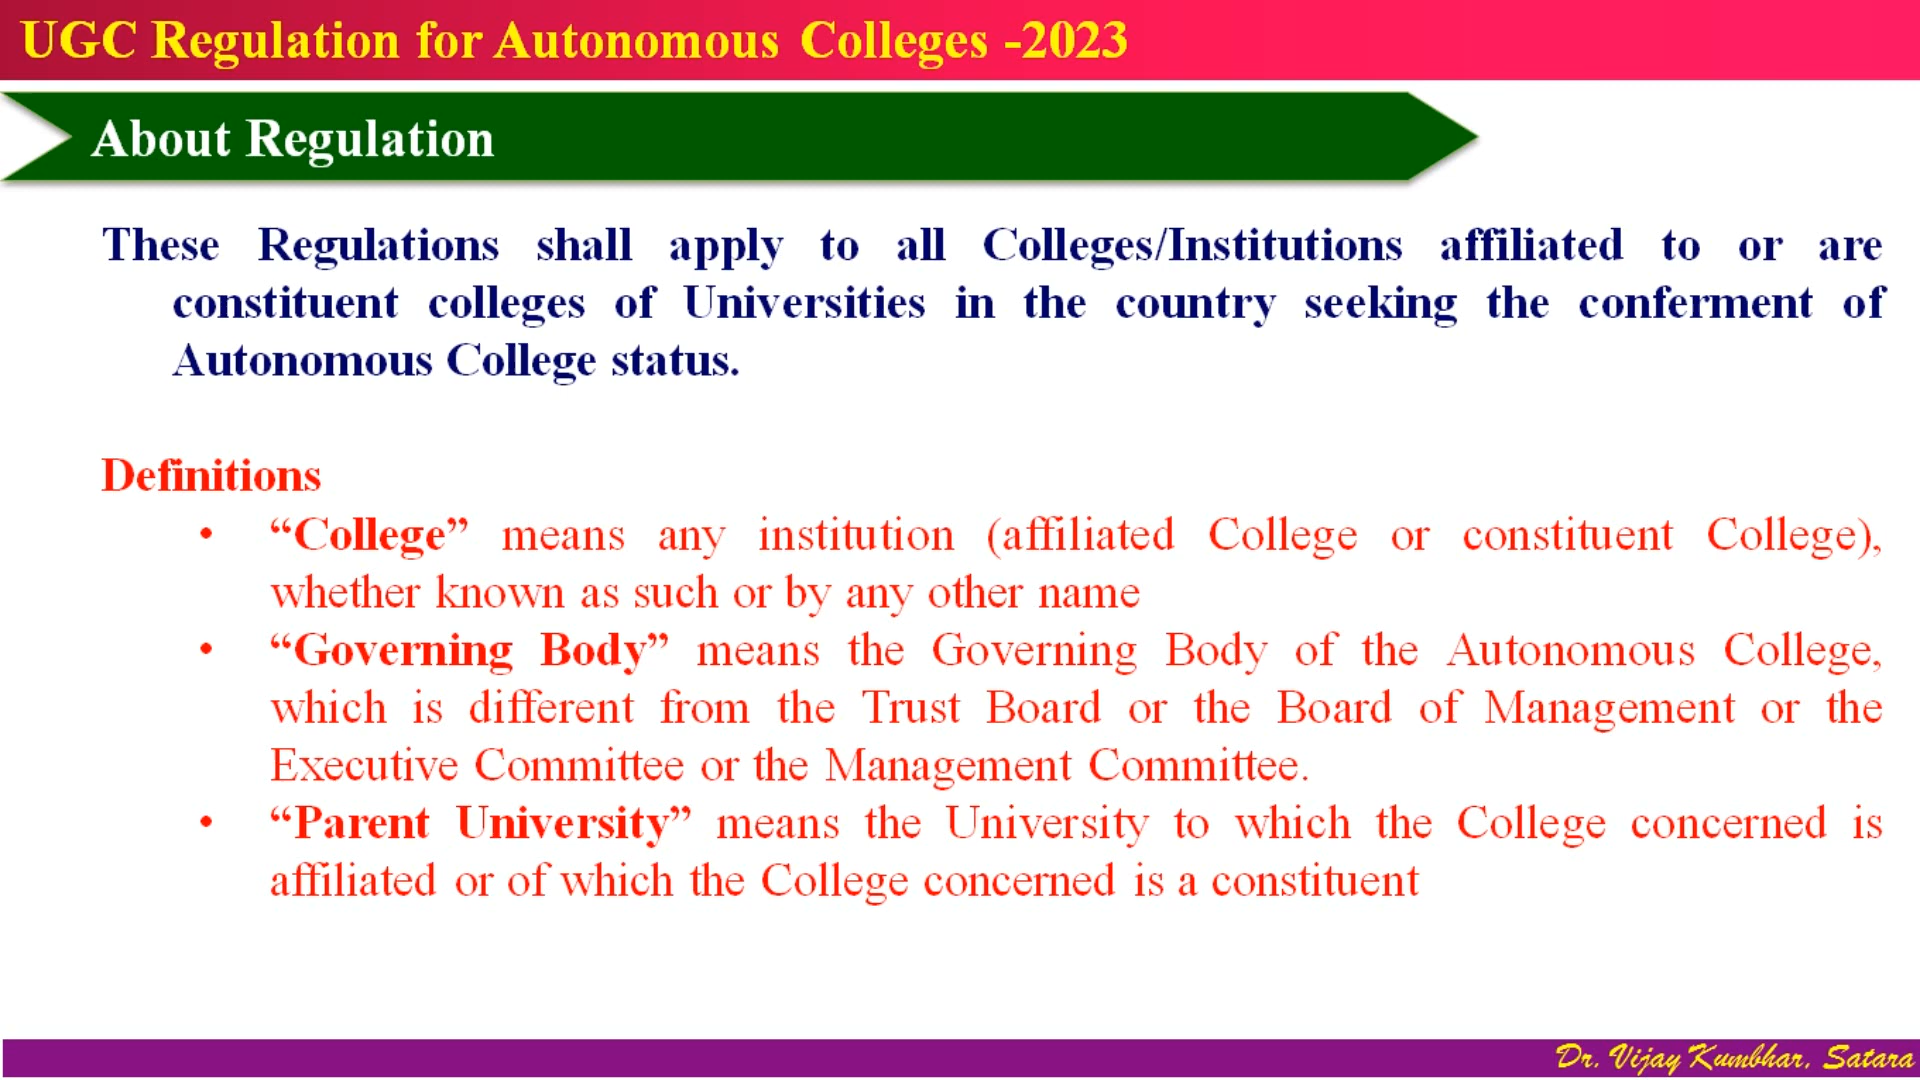 UGC Regulation for Autonomous Colleges -2023
About Regulation
These Regulations shall apply to all Colleges/Institutions affiliated to or are
constituent colleges of Universities in the country seeking the conferment of
Autonomous College status.
Definitions
• “College” means any institution (affiliated College or constituent College),
whether known as such or by any other name
• “Governing Body” means the Governing Body of the Autonomous College,
which is different from the Trust Board or the Board of Management or the
Executive Committee or the Management Committee.
• “Parent University” means the University to which the College concerned is
affiliated or of which the College concerned is a constituent
Dr. Vijay Kumbhar, Satara